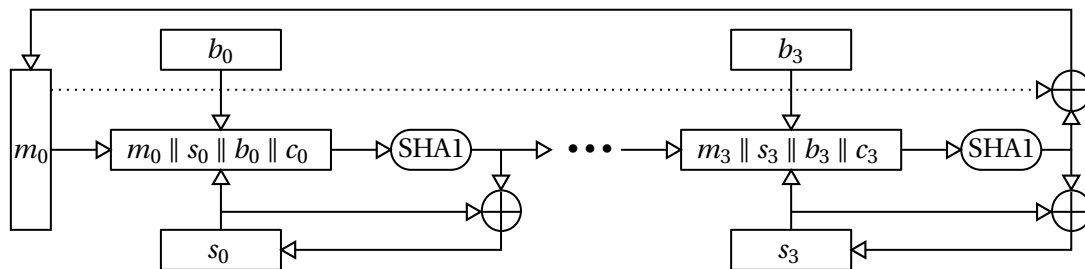 b₀ b₃
m₀ m₀ ∥ s₀ ∥ b₀ ∥ c₀ SHA1 ••• m₃ ∥ s₃ ∥ b₃ ∥ c₃ SHA1
s₀ s₃